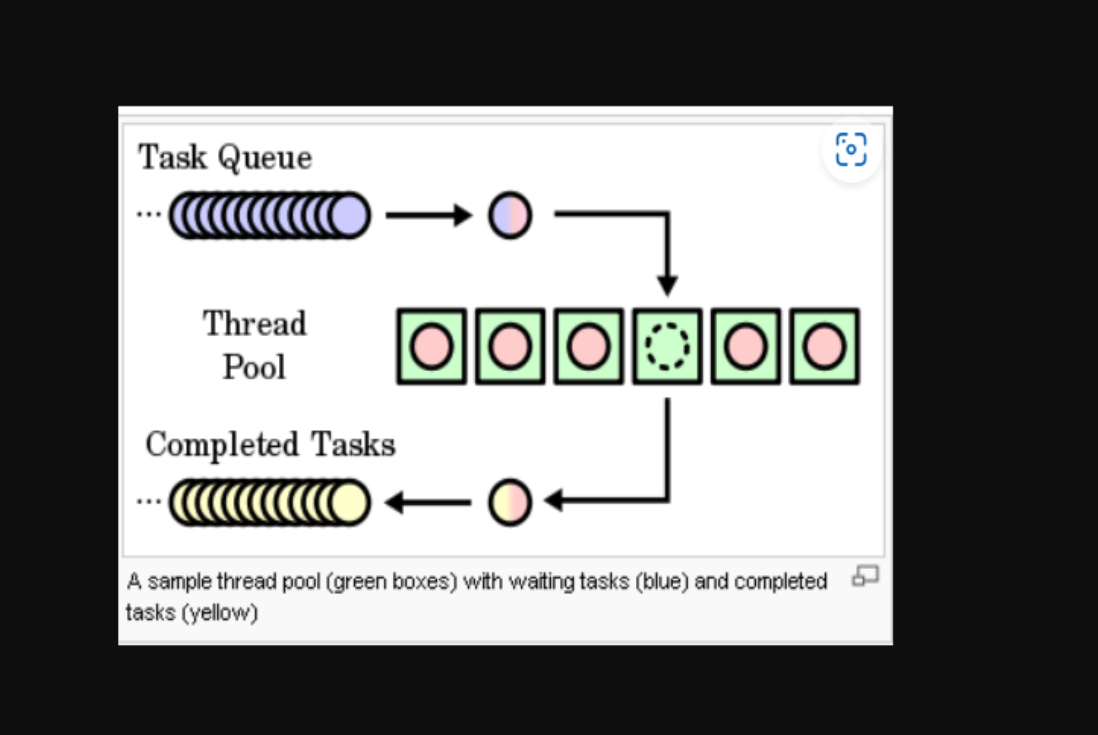 Task Queue
...
Thread
Pool
Completed Tasks
...
A sample thread pool (green boxes) with waiting tasks (blue) and completed
tasks (yellow)